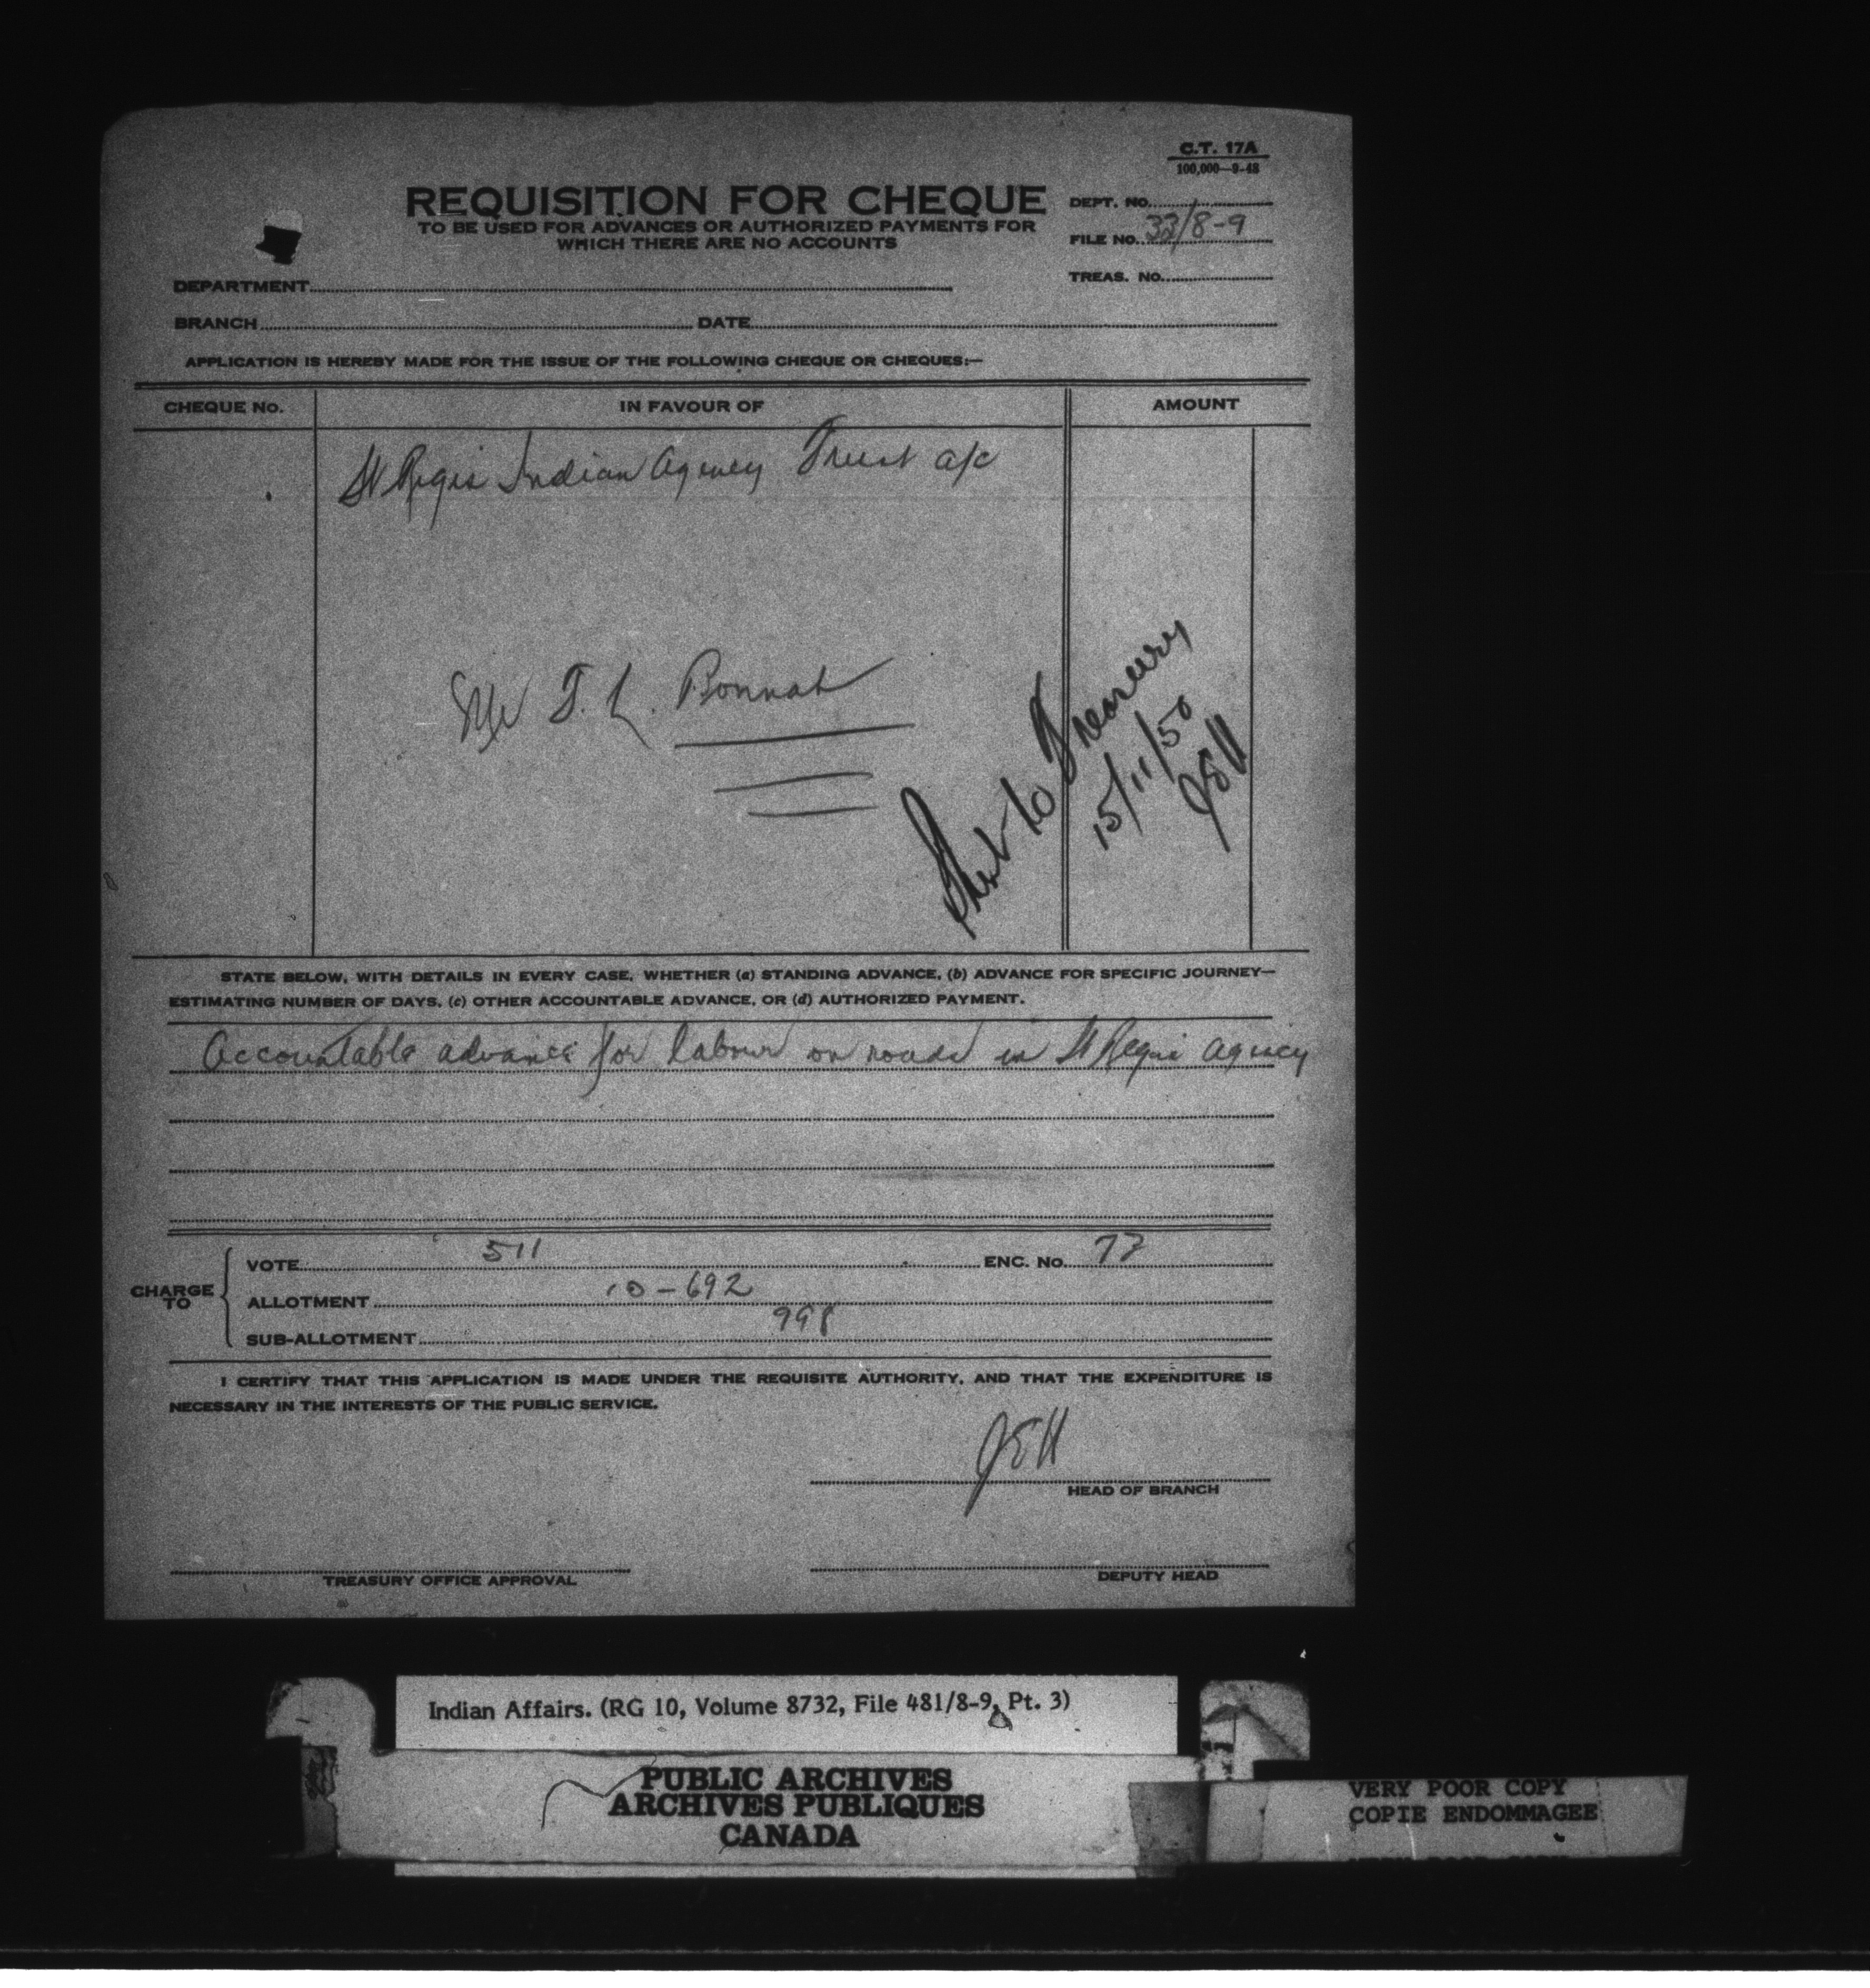 C.T. 17A
100,000—9-48
REQUISITION FOR CHEQUE
TO BE USED FOR ADVANCES OR AUTHORIZED PAYMENTS FOR
WHICH THERE ARE NO ACCOUNTS
DEPT. NO.
FILE NO. 33/8-9
TREAS. NO.
DEPARTMENT
BRANCH DATE
APPLICATION IS HEREBY MADE FOR THE ISSUE OF THE FOLLOWING CHEQUE OR CHEQUES:—
CHEQUE No. IN FAVOUR OF AMOUNT
St Regis Indian Agency Trust a/c
Mr J. L. Bonnah
Sent to Treasury
15/11/50
JEH
STATE BELOW, WITH DETAILS IN EVERY CASE, WHETHER (a) STANDING ADVANCE, (b) ADVANCE FOR SPECIFIC JOURNEY—
ESTIMATING NUMBER OF DAYS, (c) OTHER ACCOUNTABLE ADVANCE, OR (d) AUTHORIZED PAYMENT.
Accountable advance for labour on roads in St Regis Agency
CHARGE TO
VOTE 511 ENC. No. 77
ALLOTMENT 10-692
SUB-ALLOTMENT 998
I CERTIFY THAT THIS APPLICATION IS MADE UNDER THE REQUISITE AUTHORITY, AND THAT THE EXPENDITURE IS
NECESSARY IN THE INTERESTS OF THE PUBLIC SERVICE.
JEH
HEAD OF BRANCH
TREASURY OFFICE APPROVAL DEPUTY HEAD
Indian Affairs. (RG 10, Volume 8732, File 481/8-9, Pt. 3)
PUBLIC ARCHIVES
ARCHIVES PUBLIQUES
CANADA
VERY POOR COPY
COPIE ENDOMMAGEE